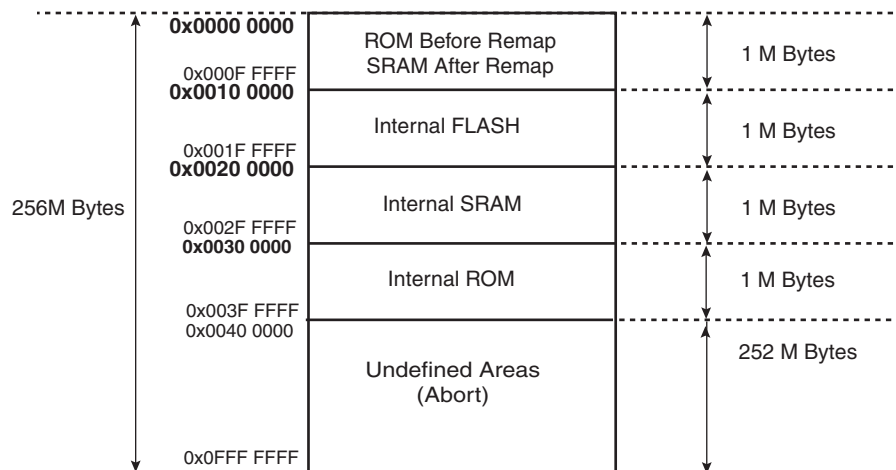 0x0000 0000
ROM Before Remap
SRAM After Remap
1 M Bytes
0x000F FFFF
0x0010 0000
Internal FLASH
1 M Bytes
0x001F FFFF
0x0020 0000
256M Bytes
Internal SRAM
1 M Bytes
0x002F FFFF
0x0030 0000
Internal ROM
1 M Bytes
0x003F FFFF
0x0040 0000
252 M Bytes
Undefined Areas
(Abort)
0x0FFF FFFF